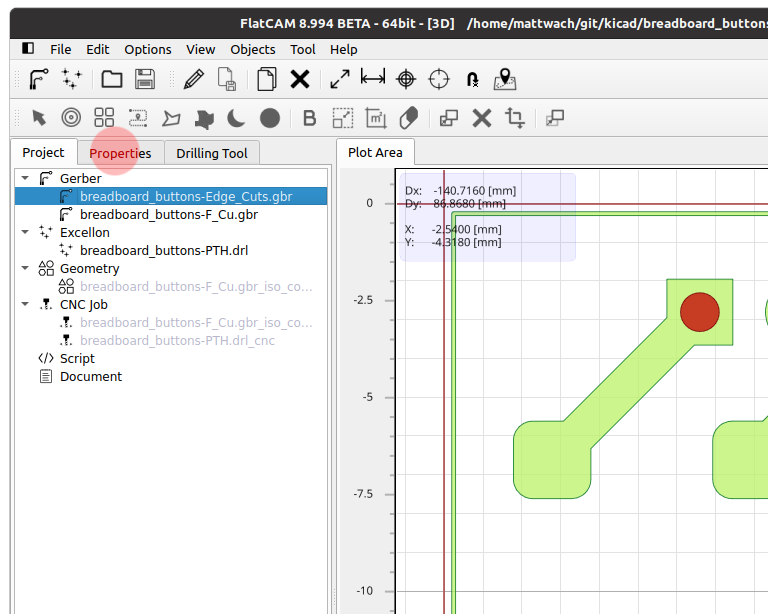 FlatCAM 8.994 BETA - 64bit - [3D] /home/mattwach/git/kicad/breadboard_buttons
File Edit Options View Objects Tool Help
B
m²
Project Properties Drilling Tool
Plot Area
Gerber
breadboard_buttons-Edge_Cuts.gbr
breadboard_buttons-F_Cu.gbr
Excellon
breadboard_buttons-PTH.drl
Geometry
breadboard_buttons-F_Cu.gbr_iso_co...
CNC Job
breadboard_buttons-F_Cu.gbr_iso_co...
breadboard_buttons-PTH.drl_cnc
Script
Document
Dx: -140.7160 [mm]
Dy: 86.8680 [mm]
X: -2.5400 [mm]
Y: -4.3180 [mm]
0
-2.5
-5
-7.5
-10